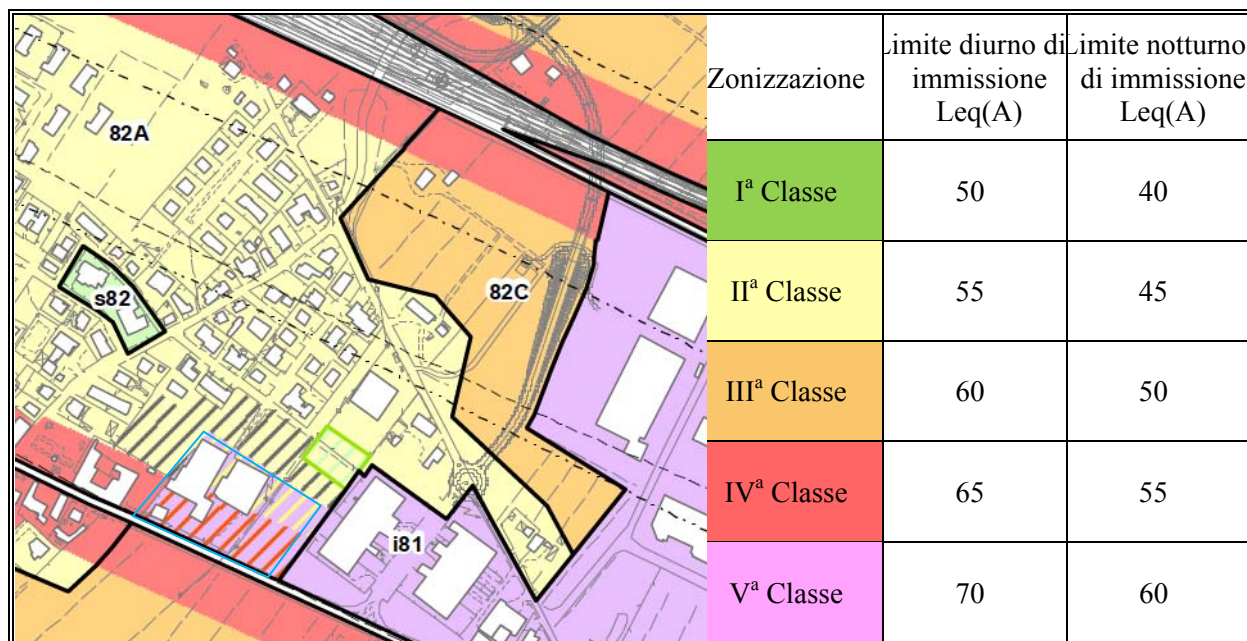 82A
s82
82C
i81
Zonizzazione
Limite diurno di
immissione
Leq(A)
Limite notturno
di immissione
Leq(A)
Iª Classe
50
40
IIª Classe
55
45
IIIª Classe
60
50
IVª Classe
65
55
Vª Classe
70
60